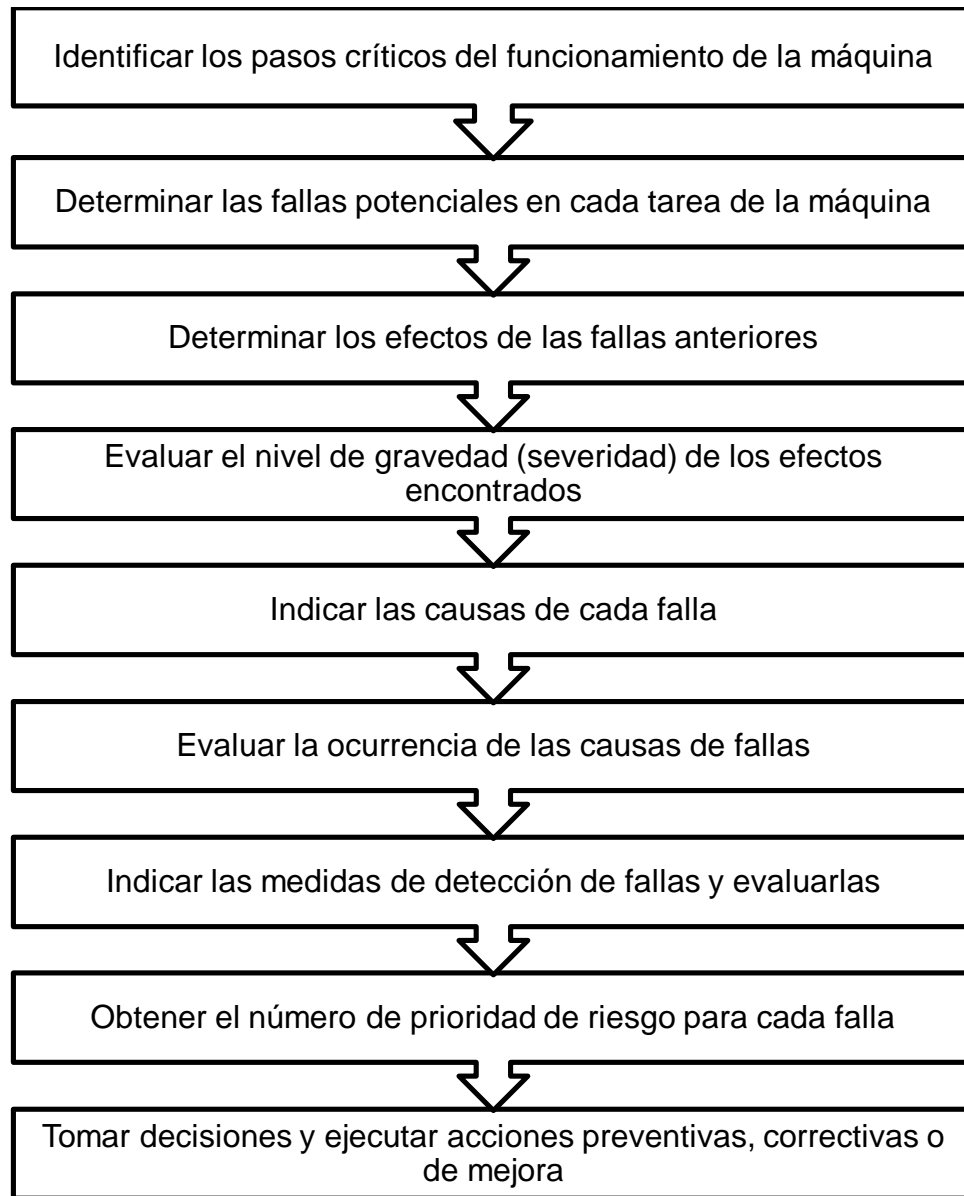 Identificar los pasos críticos del funcionamiento de la máquina
Determinar las fallas potenciales en cada tarea de la máquina
Determinar los efectos de las fallas anteriores
Evaluar el nivel de gravedad (severidad) de los efectos
encontrados
Indicar las causas de cada falla
Evaluar la ocurrencia de las causas de fallas
Indicar las medidas de detección de fallas y evaluarlas
Obtener el número de prioridad de riesgo para cada falla
Tomar decisiones y ejecutar acciones preventivas, correctivas o
de mejora